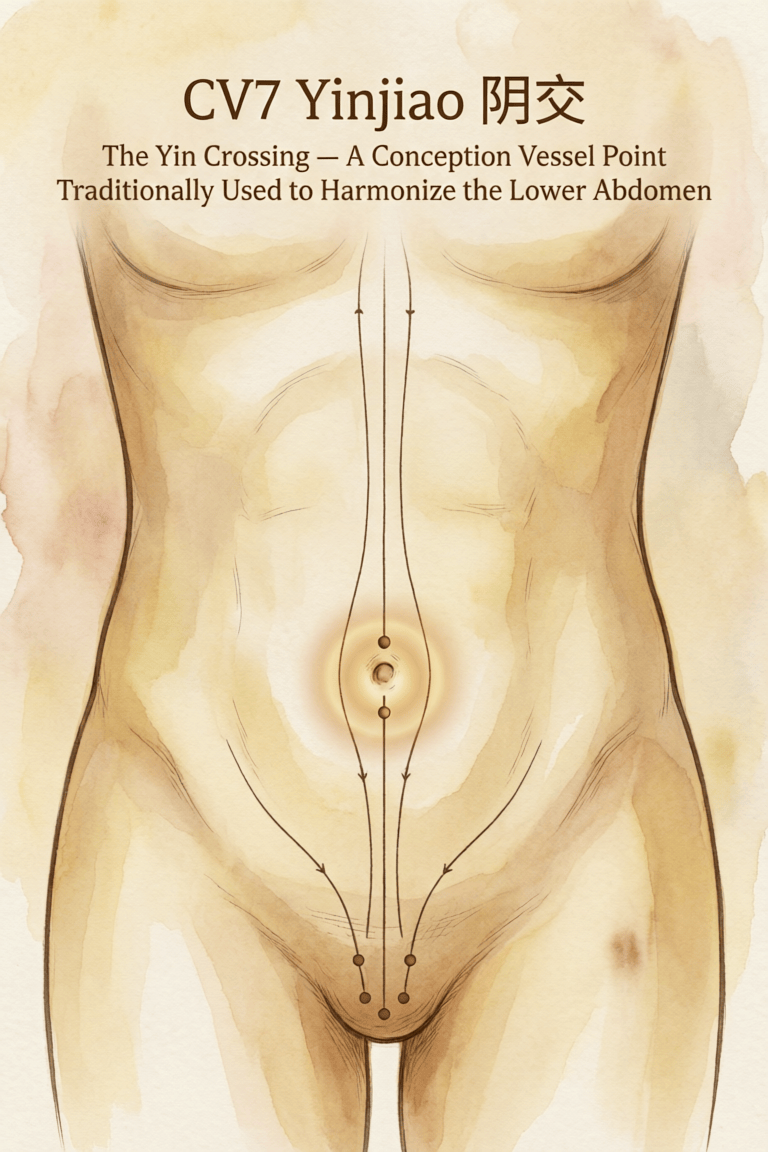 CV7 Yinjiao 阴交
The Yin Crossing — A Conception Vessel Point
Traditionally Used to Harmonize the Lower Abdomen